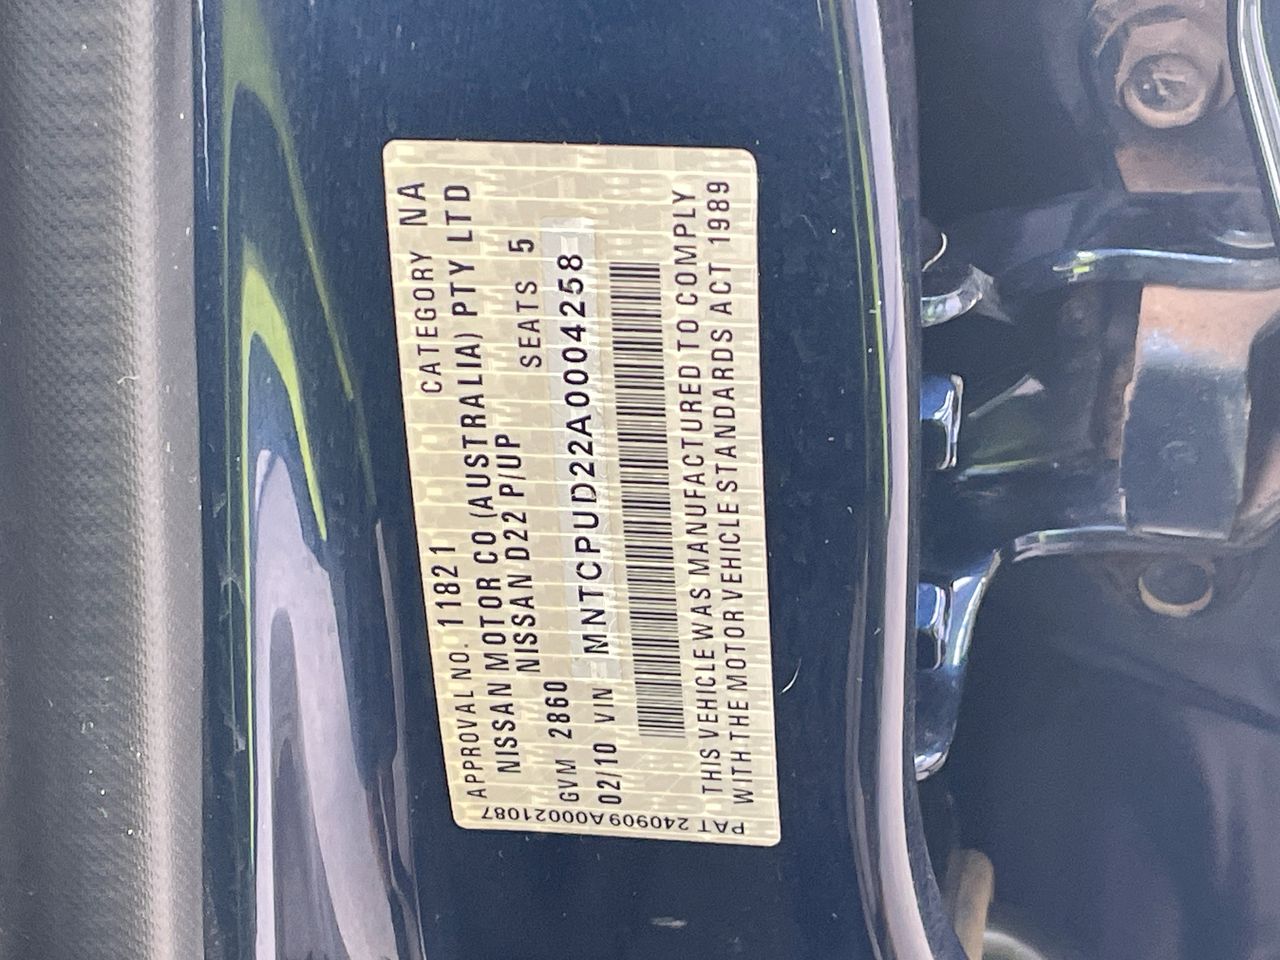 APPROVAL NO. 11821 CATEGORY NA
NISSAN MOTOR CO (AUSTRALIA) PTY LTD
NISSAN D22 P/UP
GVM 2860 SEATS 5
02/10 VIN MNTCPUD22A0004258
THIS VEHICLE WAS MANUFACTURED TO COMPLY
WITH THE MOTOR VEHICLE STANDARDS ACT 1989
PAT 240909A00021087